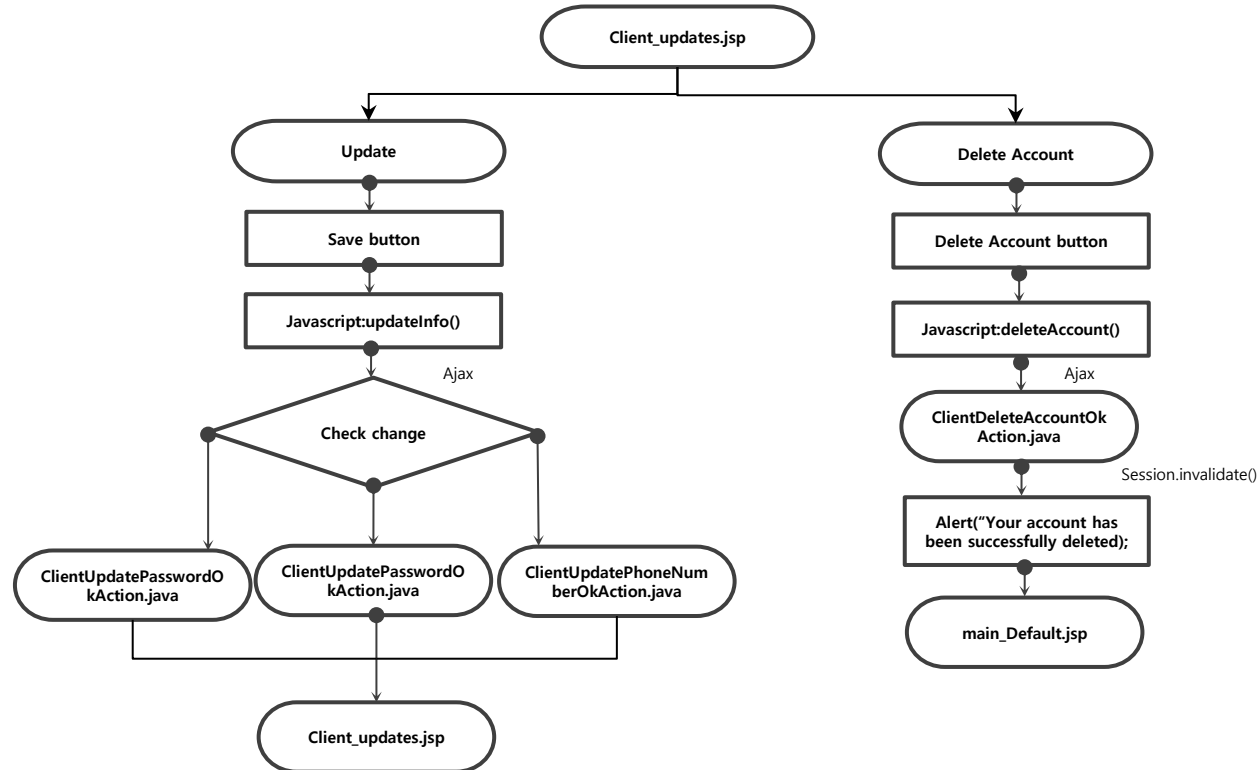 Client_updates.jsp
Update
Delete Account
Save button
Delete Account button
Javascript:updateInfo()
Javascript:deleteAccount()
Ajax
Ajax
Check change
ClientDeleteAccountOk
Action.java
Session.invalidate()
Alert("Your account has
been successfully deleted);
ClientUpdatePasswordO
kAction.java
ClientUpdatePasswordO
kAction.java
ClientUpdatePhoneNum
berOkAction.java
main_Default.jsp
Client_updates.jsp